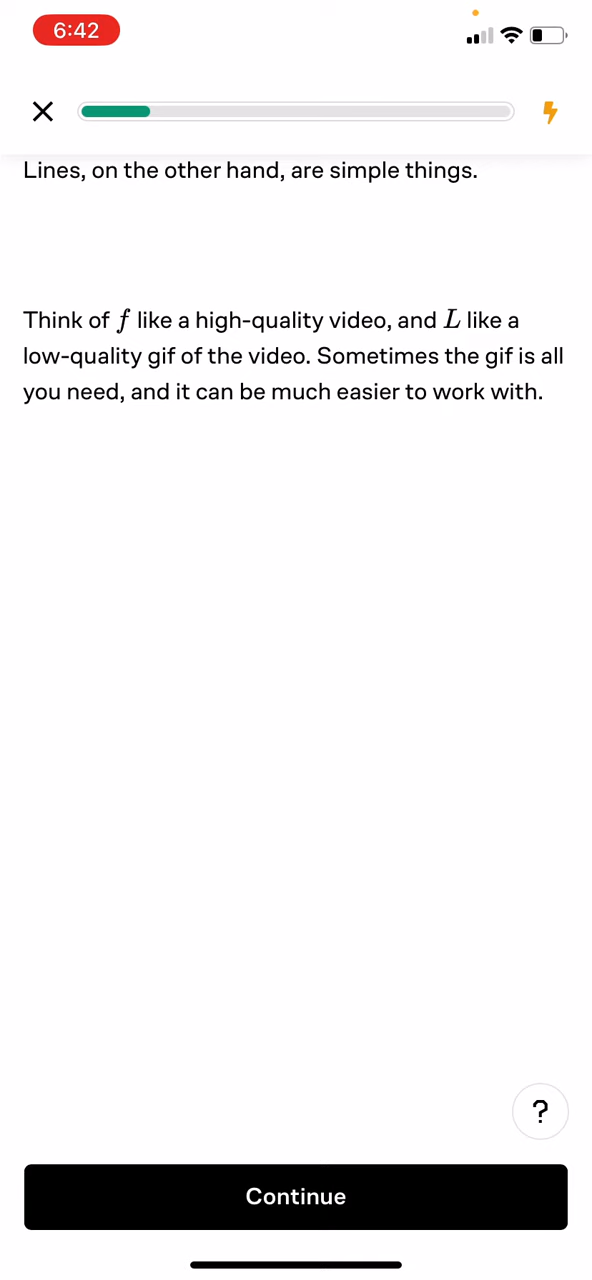 6:42
Lines, on the other hand, are simple things.
Think of f like a high-quality video, and L like a
low-quality gif of the video. Sometimes the gif is all
you need, and it can be much easier to work with.
?
Continue